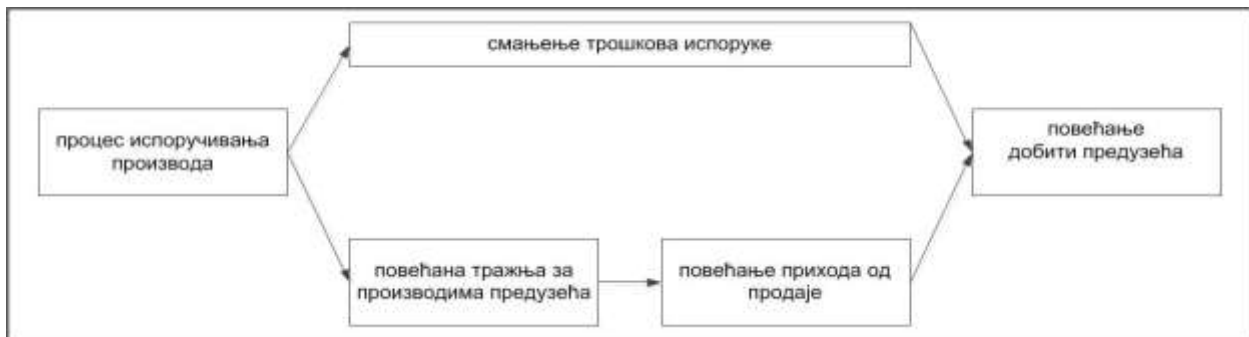 смањење трошкова испоруке
процес испоручивања
производа
повећање
добити предузећа
повећана тражња за
производима предузећа
повећање прихода од
продаје